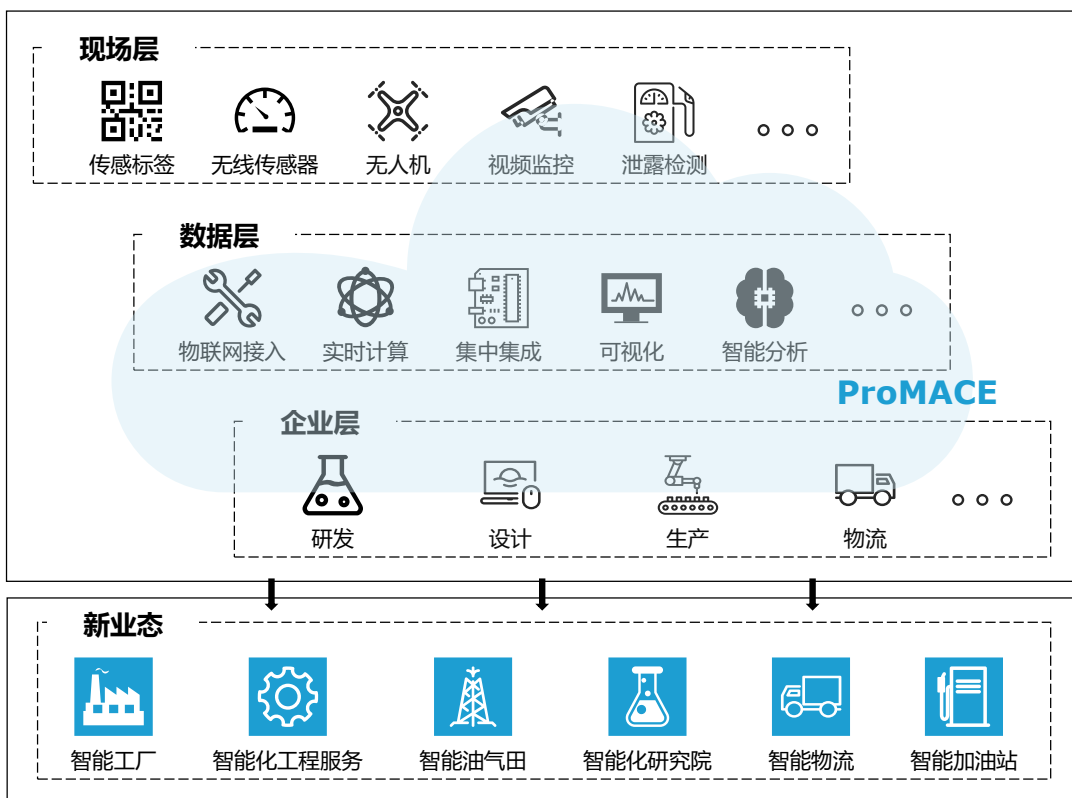 现场层
传感标签 无线传感器 无人机 视频监控 泄露检测
数据层
物联网接入 实时计算 集中集成 可视化 智能分析
ProMACE
企业层
研发 设计 生产 物流
新业态
智能工厂 智能化工程服务 智能油气田 智能化研究院 智能物流 智能加油站